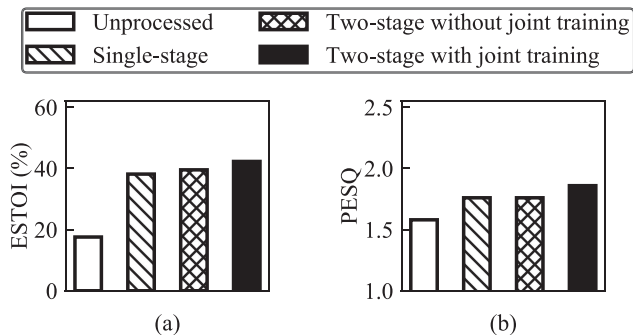 Unprocessed
Two-stage without joint training
Single-stage
Two-stage with joint training
ESTOI (%)
60
40
20
0
(a)
PESQ
2.5
2.0
1.5
1.0
(b)